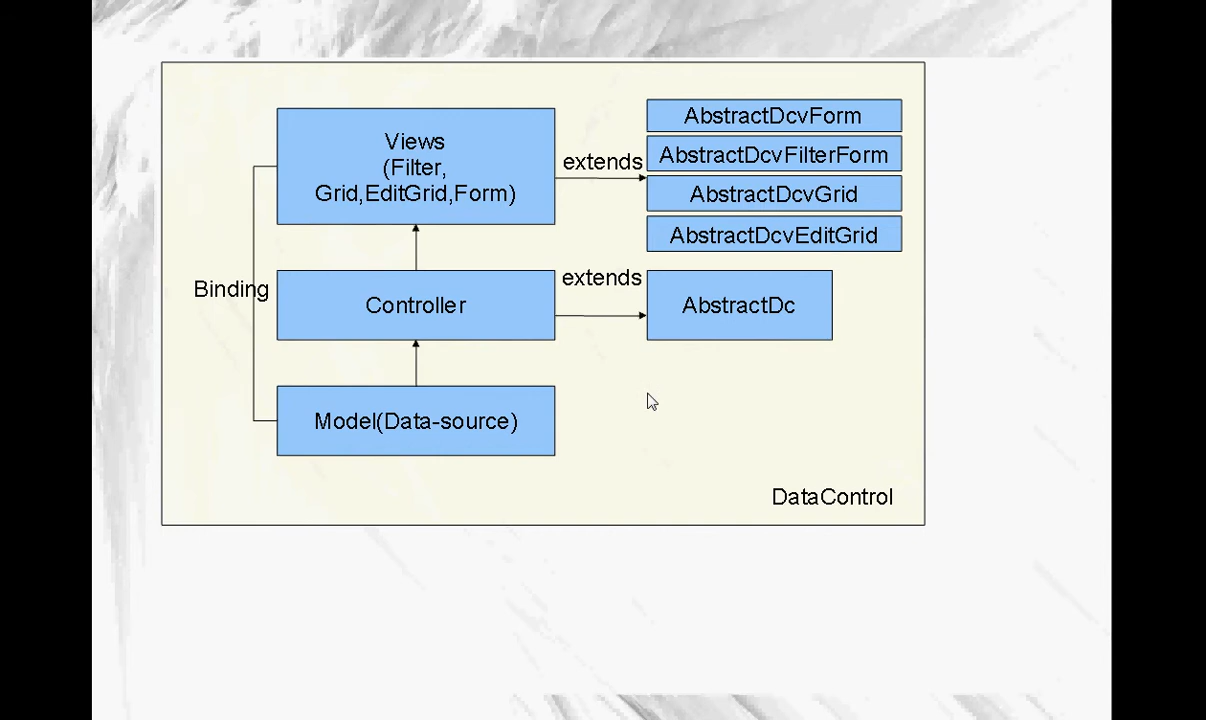 Views
(Filter,
Grid,EditGrid,Form)
extends
AbstractDcvForm
AbstractDcvFilterForm
AbstractDcvGrid
AbstractDcvEditGrid
Binding
Controller
extends
AbstractDc
Model(Data-source)
DataControl